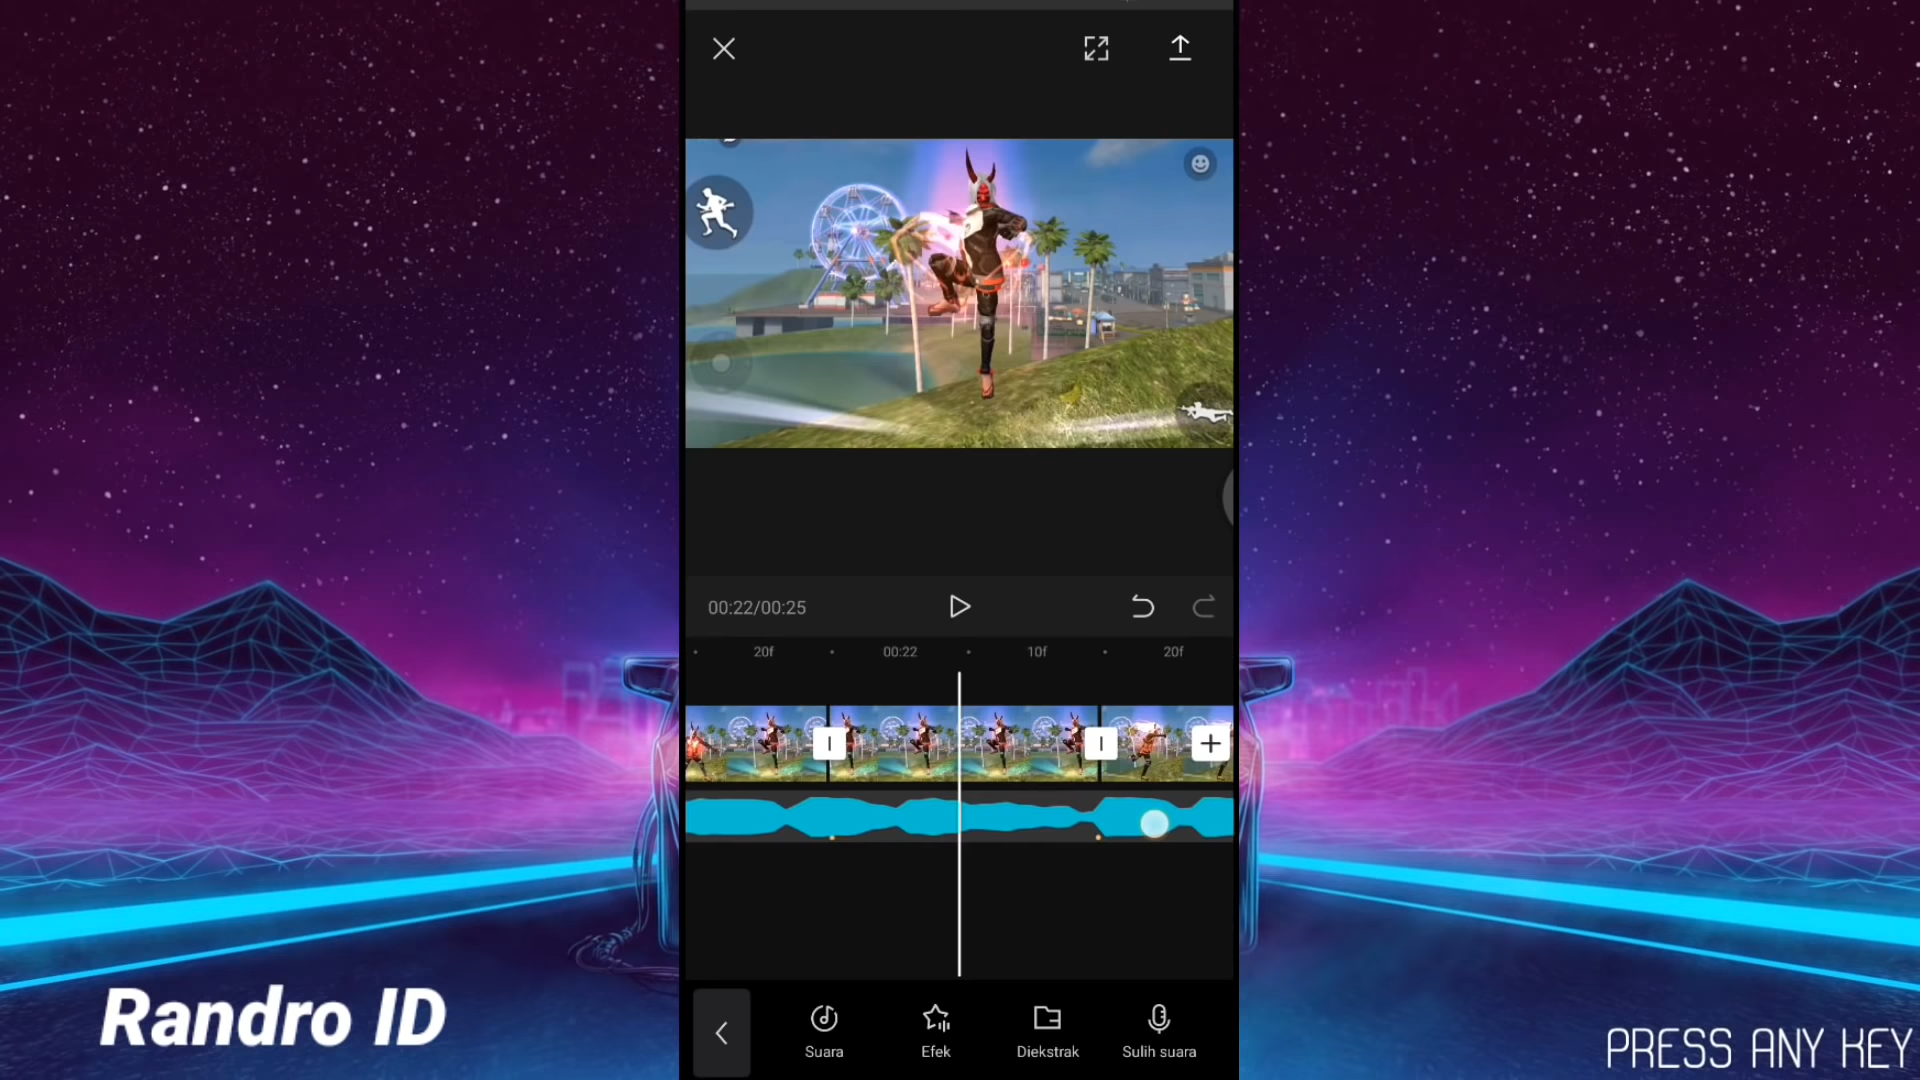 00:22/00:25
20f
00:22
10f
20f
Suara
Efek
Diekstrak
Sulih suara
Randro ID
PRESS ANY KEY